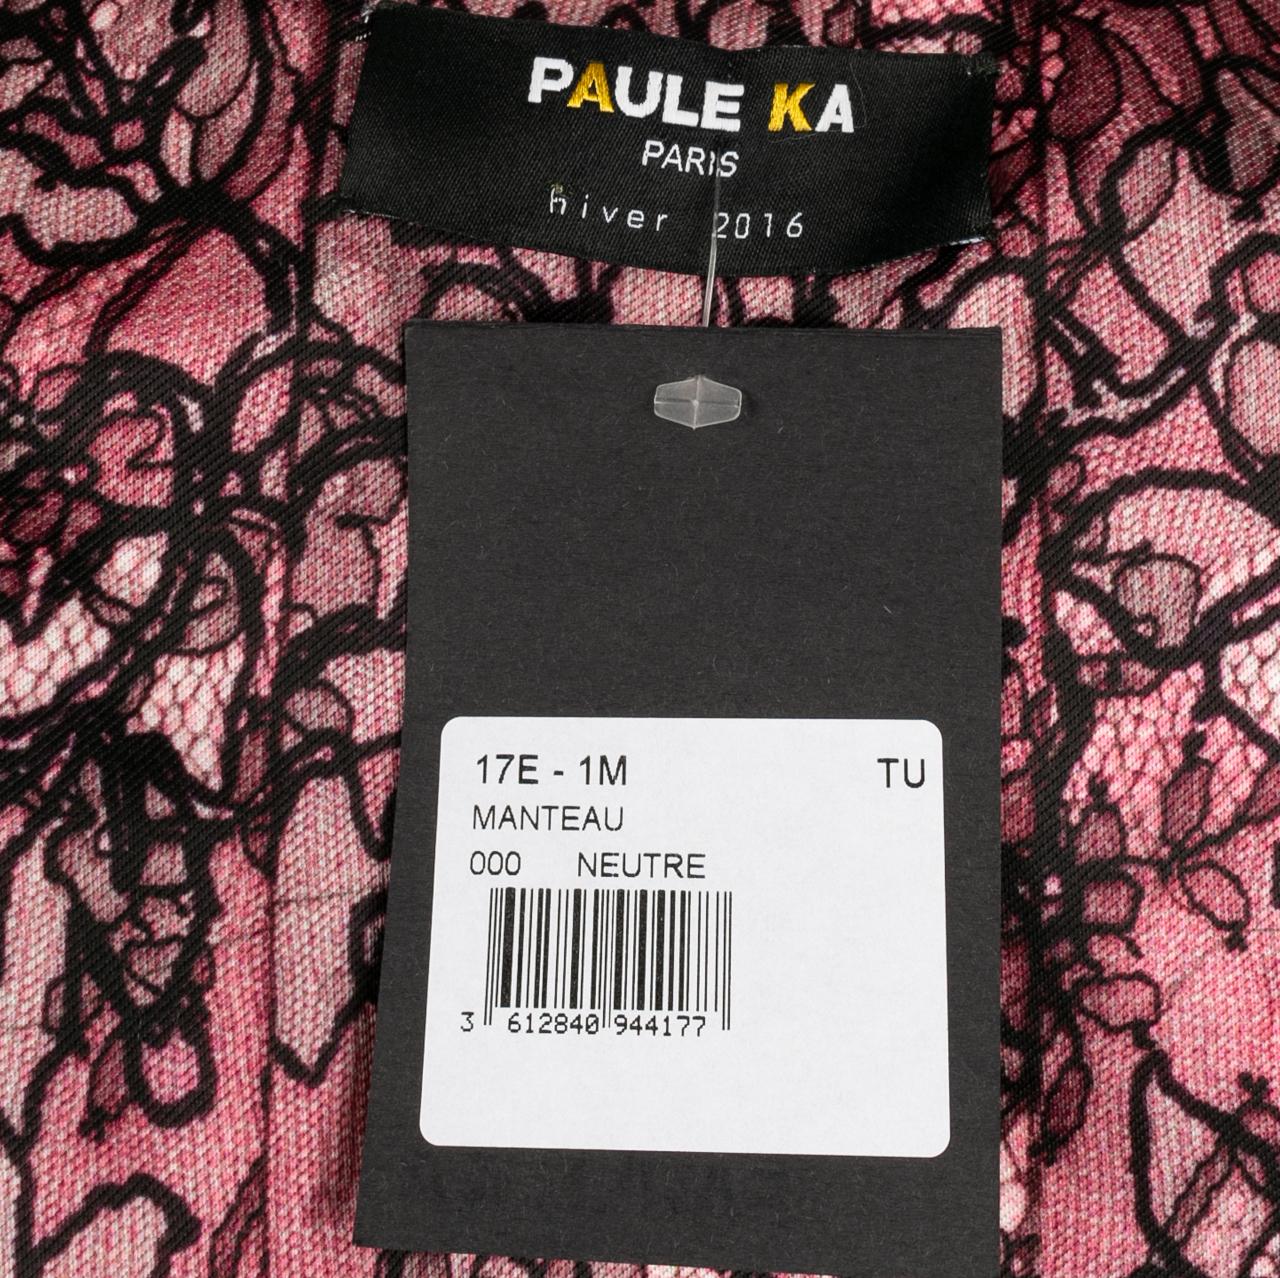 PAULE KA
PARIS
hiver 2016
17E - 1M TU
MANTEAU
000 NEUTRE
3 612840 944177